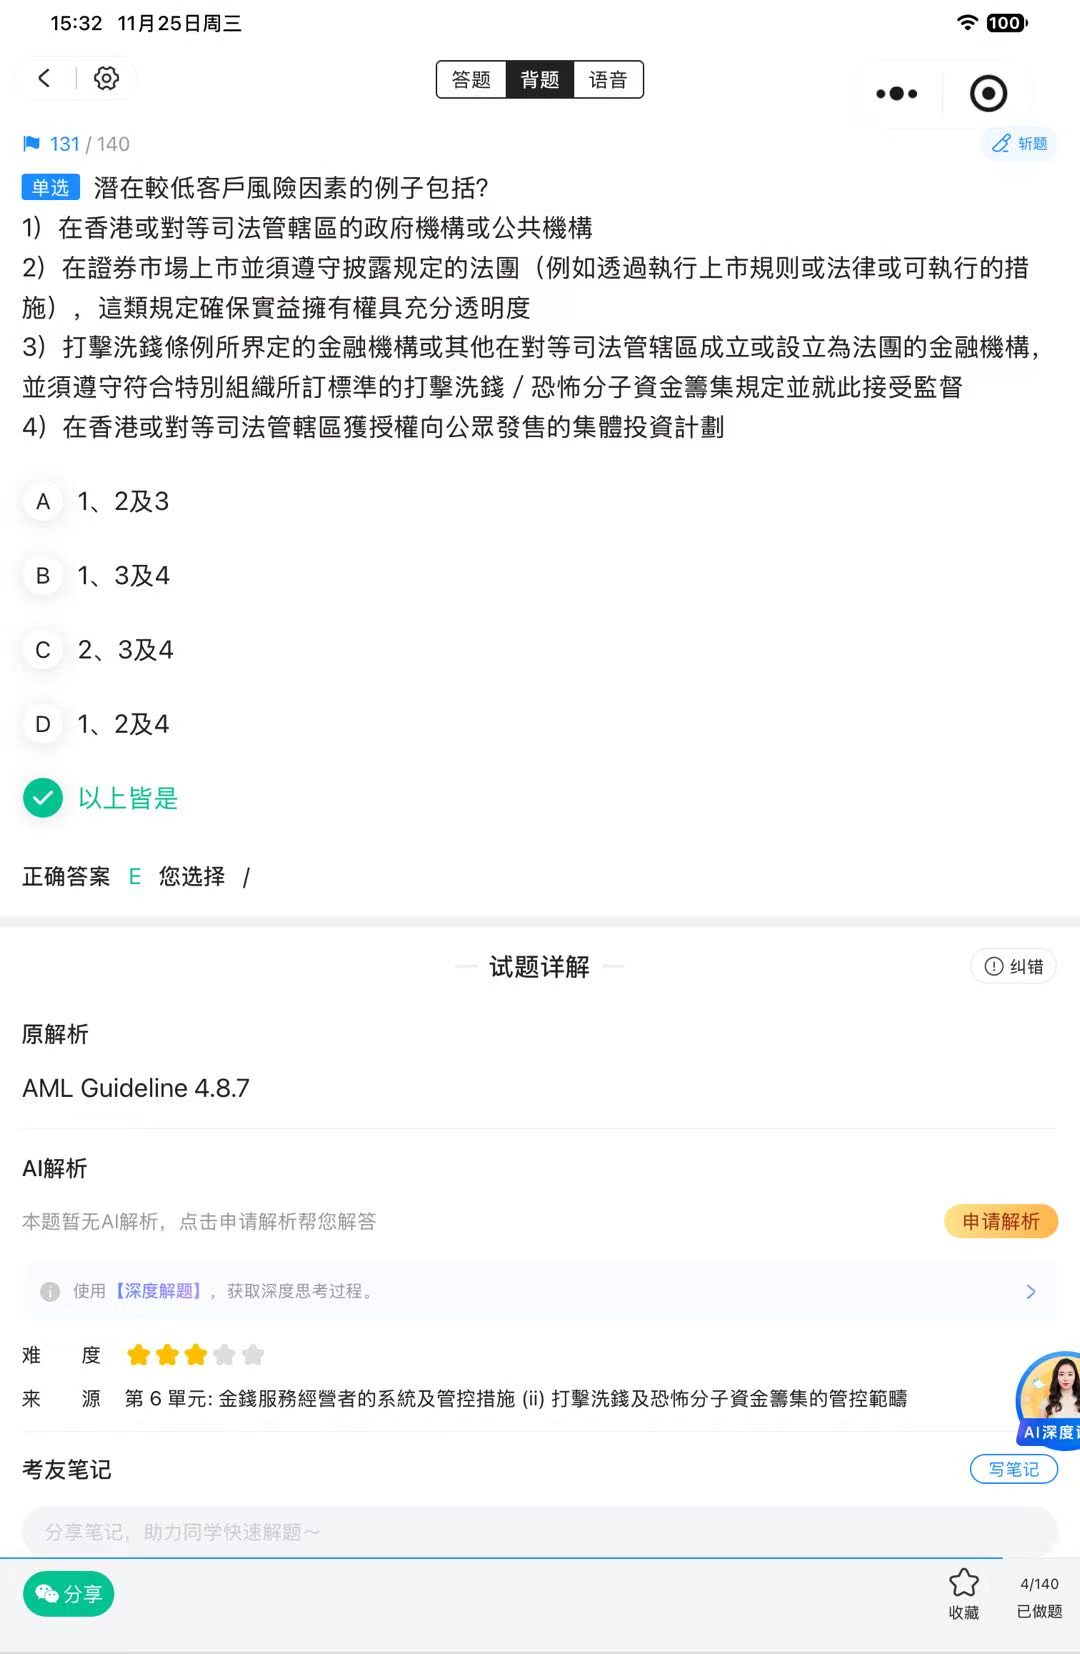 15:32 11月25日周三
100
答题 背题 语音
131 / 140
斩题
单选 潛在較低客戶風險因素的例子包括?
1）在香港或對等司法管轄區的政府機構或公共機構
2）在證券市場上市並須遵守披露规定的法團（例如透過執行上市規则或法律或可執行的措
施），這類規定確保實益擁有權具充分透明度
3）打擊洗錢條例所界定的金融機構或其他在對等司法管轄區成立或設立為法團的金融機構，
並須遵守符合特別組織所訂標準的打擊洗錢 / 恐怖分子資金籌集規定並就此接受監督
4）在香港或對等司法管轄區獲授權向公眾發售的集體投資計劃
A 1、2及3
B 1、3及4
C 2、3及4
D 1、2及4
以上皆是
正确答案 E 您选择 /
试题详解
纠错
原解析
AML Guideline 4.8.7
AI解析
本题暂无AI解析，点击申请解析帮您解答
申请解析
使用【深度解题】，获取深度思考过程。
难 度
来 源 第 6 單元: 金錢服務經營者的系統及管控措施 (ii) 打擊洗錢及恐怖分子資金籌集的管控範疇
AI深度
考友笔记
写笔记
分享笔记，助力同学快速解题～
分享
收藏
4/140
已做题